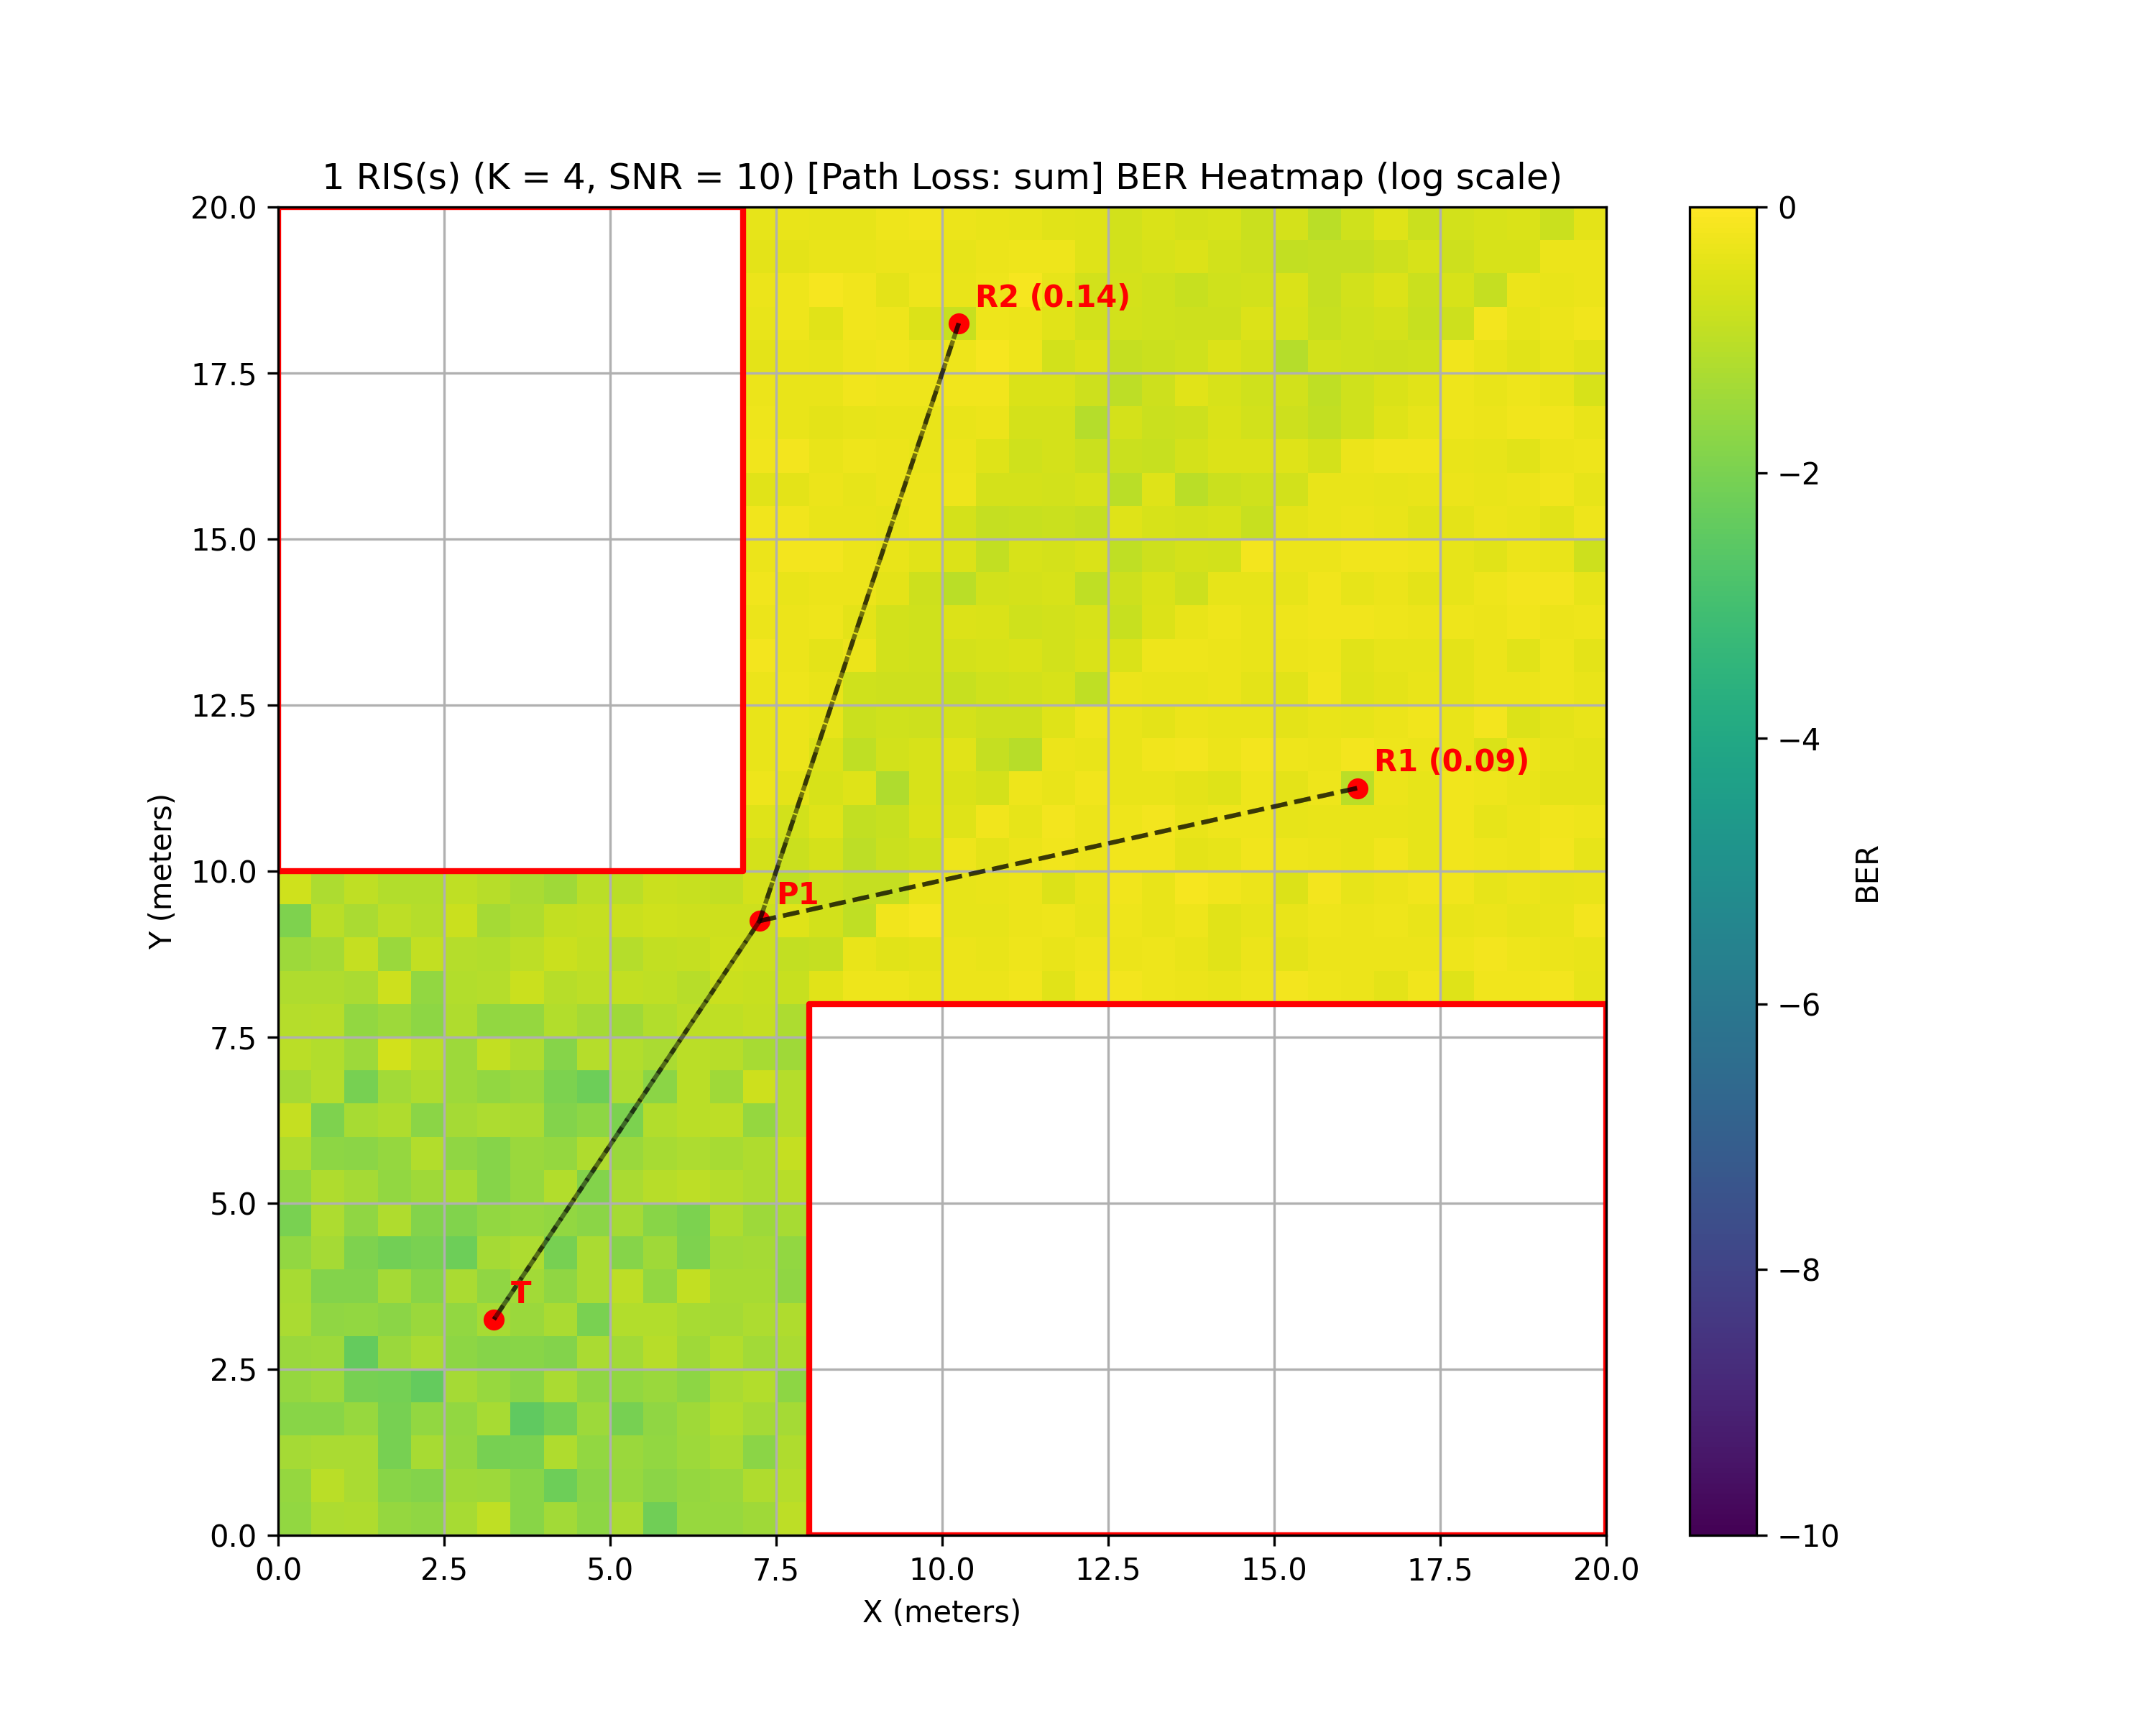 1 RIS(s) (K = 4, SNR = 10) [Path Loss: sum] BER Heatmap (log scale)
20.0
17.5
15.0
12.5
10.0
7.5
5.0
2.5
0.0
Y (meters)
R2 (0.14)
R1 (0.09)
P1
T
0.0 2.5 5.0 7.5 10.0 12.5 15.0 17.5 20.0
X (meters)
0
−2
−4
−6
−8
−10
BER